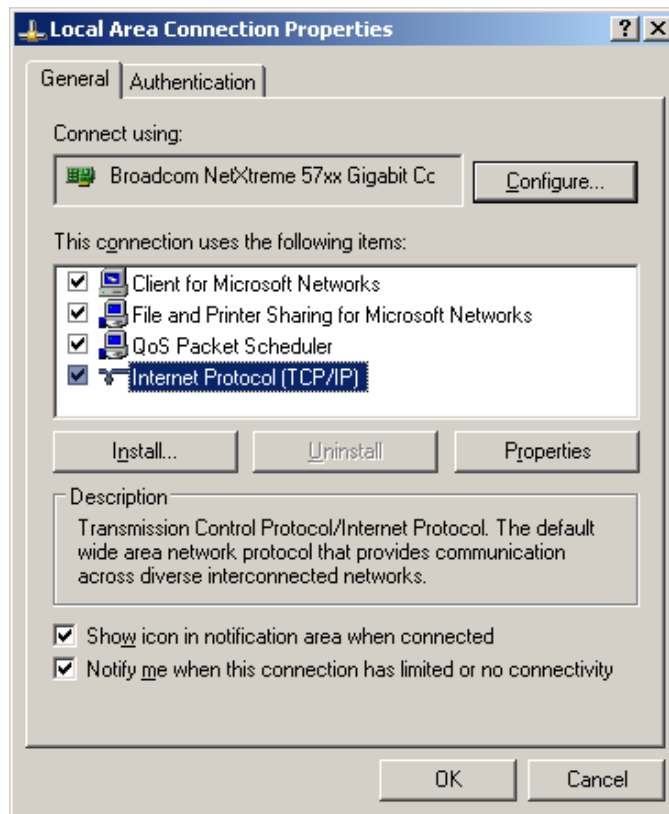 Local Area Connection Properties
General
Authentication
Connect using:
Broadcom NetXtreme 57xx Gigabit Cc
Configure...
This connection uses the following items:
Client for Microsoft Networks
File and Printer Sharing for Microsoft Networks
QoS Packet Scheduler
Internet Protocol (TCP/IP)
Install...
Uninstall
Properties
Description
Transmission Control Protocol/Internet Protocol. The default
wide area network protocol that provides communication
across diverse interconnected networks.
Show icon in notification area when connected
Notify me when this connection has limited or no connectivity
OK
Cancel